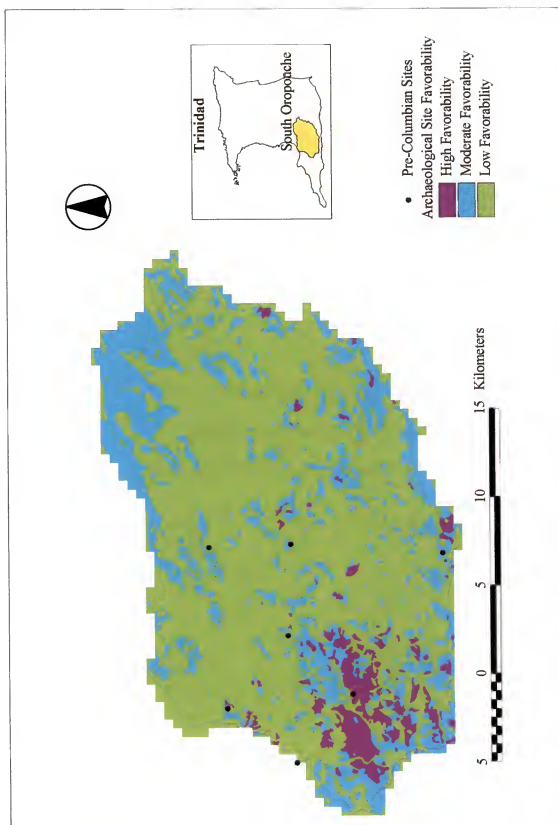 Trinidad
South Oroponche
Pre-Columbian Sites
Archaeological Site Favorability
High Favorability
Moderate Favorability
Low Favorability
5 0 5 10 15 Kilometers